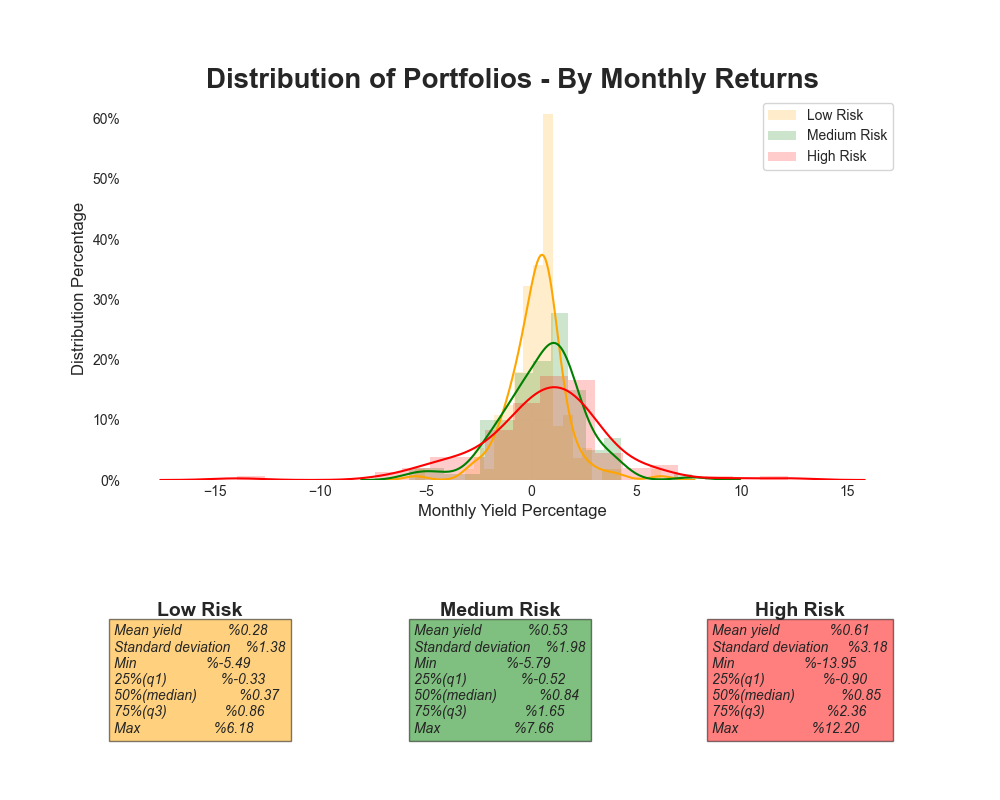 Distribution of Portfolios - By Monthly Returns
60%
50%
40%
30%
20%
10%
0%
Distribution Percentage
Low Risk
Medium Risk
High Risk
−15 −10 −5 0 5 10 15
Monthly Yield Percentage
Low Risk
Mean yield %0.28
Standard deviation %1.38
Min %-5.49
25%(q1) %-0.33
50%(median) %0.37
75%(q3) %0.86
Max %6.18
Medium Risk
Mean yield %0.53
Standard deviation %1.98
Min %-5.79
25%(q1) %-0.52
50%(median) %0.84
75%(q3) %1.65
Max %7.66
High Risk
Mean yield %0.61
Standard deviation %3.18
Min %-13.95
25%(q1) %-0.90
50%(median) %0.85
75%(q3) %2.36
Max %12.20